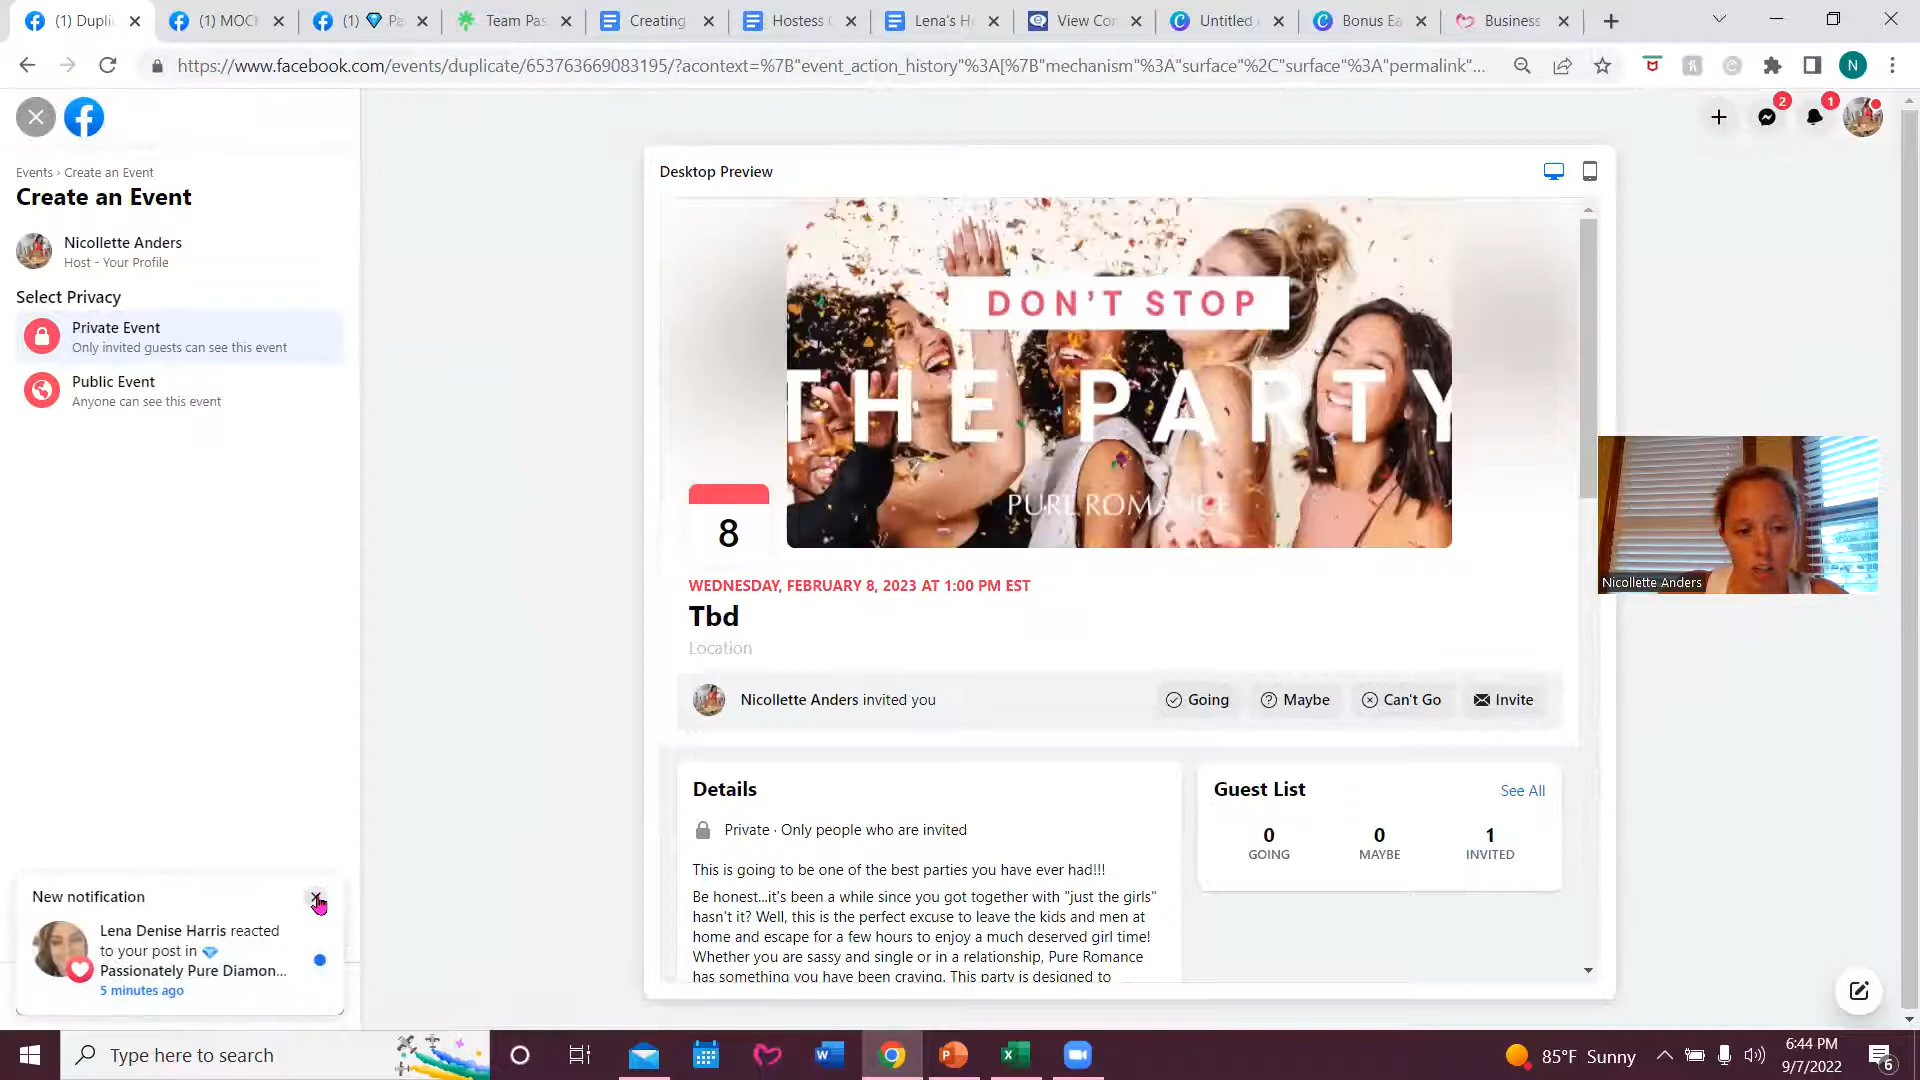 (1) Dupli
(1) MOCK
(1) 💎 Pa
Team Pas
Creating
Hostess
Lena's H
View Cor
Untitled
Bonus Ea
Business
https://www.facebook.com/events/duplicate/653763669083195/?acontext=%7B"event_action_history"%3A[%7B"mechanism"%3A"surface"%2C"surface"%3A"permalink"...
N
2
1
Events › Create an Event
Create an Event
Nicollette Anders
Host - Your Profile
Select Privacy
Private Event
Only invited guests can see this event
Public Event
Anyone can see this event
Desktop Preview
DON'T STOP
THE PARTY
PURE ROMANCE
8
WEDNESDAY, FEBRUARY 8, 2023 AT 1:00 PM EST
Tbd
Location
Nicollette Anders invited you
Going
Maybe
Can't Go
Invite
Details
Private · Only people who are invited
This is going to be one of the best parties you have ever had!!!
Be honest...it's been a while since you got together with "just the girls"
hasn't it? Well, this is the perfect excuse to leave the kids and men at
home and escape for a few hours to enjoy a much deserved girl time!
Whether you are sassy and single or in a relationship, Pure Romance
has something you have been craving. This party is designed to
Guest List
See All
0
GOING
0
MAYBE
1
INVITED
Nicollette Anders
New notification
Lena Denise Harris reacted
to your post in 💎
Passionately Pure Diamon...
5 minutes ago
Type here to search
85°F Sunny
6:44 PM
9/7/2022
6